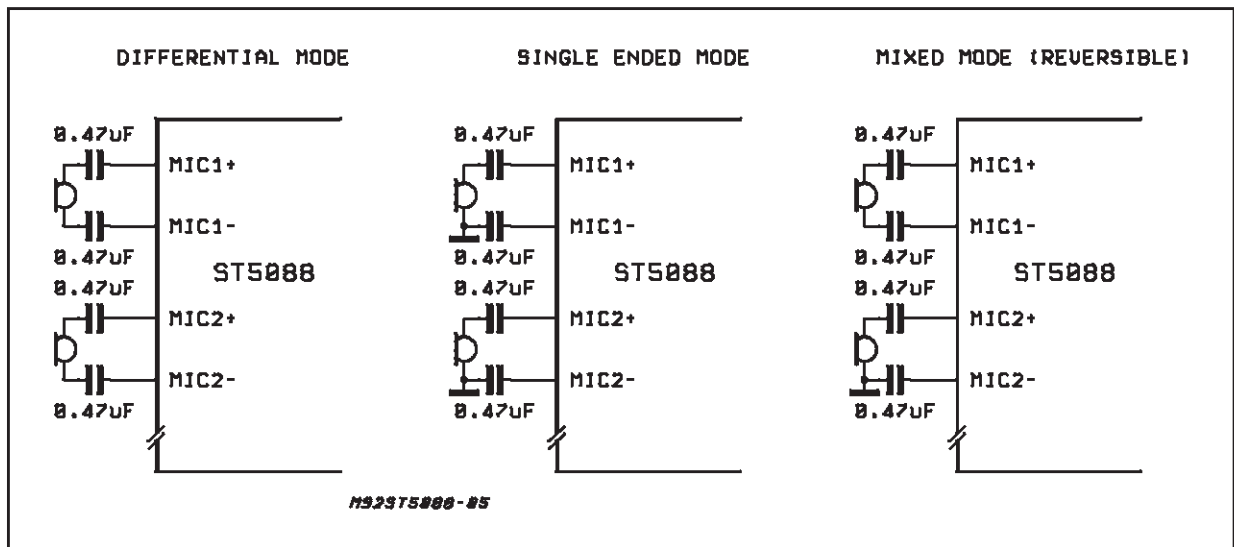 DIFFERENTIAL MODE
0.47uF
MIC1+
MIC1-
0.47uF
ST5088
0.47uF
MIC2+
MIC2-
0.47uF
SINGLE ENDED MODE
0.47uF
MIC1+
MIC1-
0.47uF
ST5088
0.47uF
MIC2+
MIC2-
0.47uF
MIXED MODE (REVERSIBLE)
0.47uF
MIC1+
MIC1-
0.47uF
ST5088
0.47uF
MIC2+
MIC2-
0.47uF
M92ST5088-05